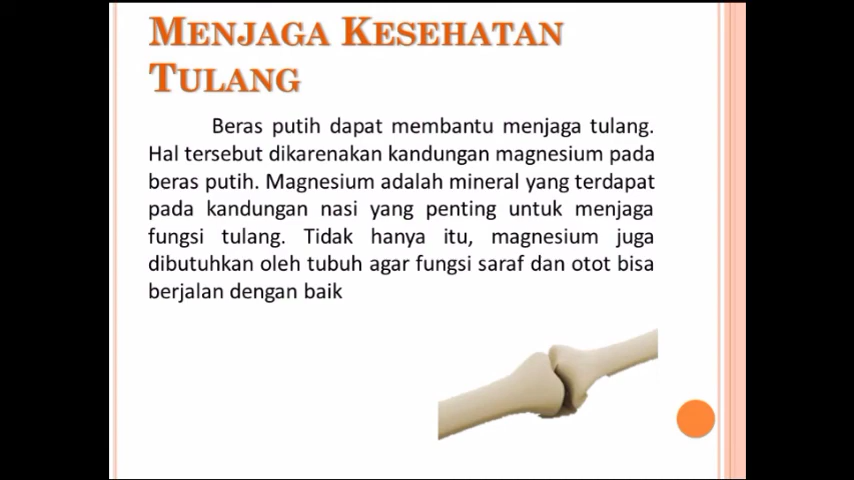 MENJAGA KESEHATAN
TULANG
Beras putih dapat membantu menjaga tulang.
Hal tersebut dikarenakan kandungan magnesium pada
beras putih. Magnesium adalah mineral yang terdapat
pada kandungan nasi yang penting untuk menjaga
fungsi tulang. Tidak hanya itu, magnesium juga
dibutuhkan oleh tubuh agar fungsi saraf dan otot bisa
berjalan dengan baik